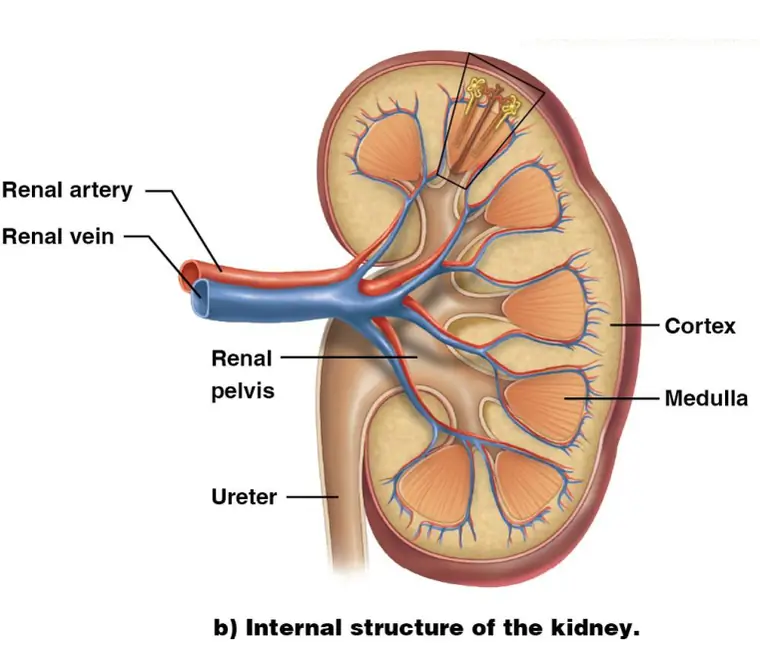 Renal artery
Renal vein
Cortex
Renal
pelvis
Medulla
Ureter
b) Internal structure of the kidney.